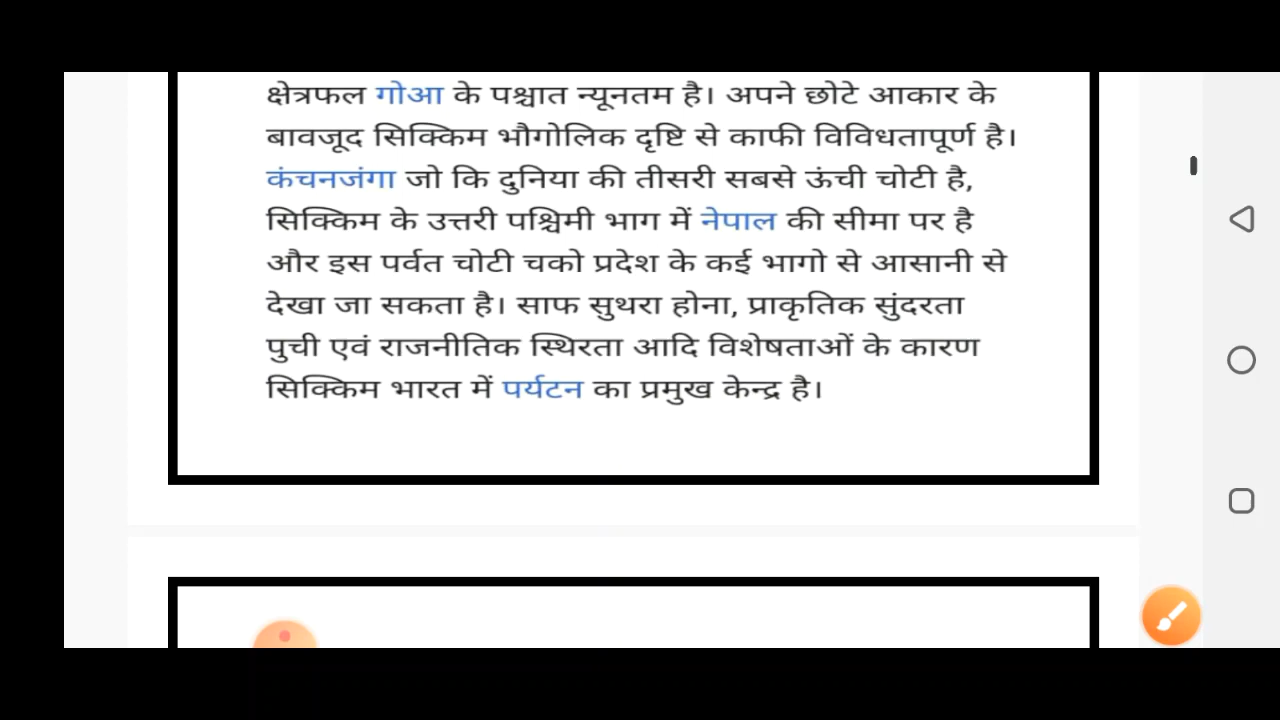 क्षेत्रफल गोआ के पश्चात न्यूनतम है। अपने छोटे आकार के
बावजूद सिक्किम भौगोलिक दृष्टि से काफी विविधतापूर्ण है।
कंचनजंगा जो कि दुनिया की तीसरी सबसे ऊंची चोटी है,
सिक्किम के उत्तरी पश्चिमी भाग में नेपाल की सीमा पर है
और इस पर्वत चोटी चको प्रदेश के कई भागो से आसानी से
देखा जा सकता है। साफ सुथरा होना, प्राकृतिक सुंदरता
पुची एवं राजनीतिक स्थिरता आदि विशेषताओं के कारण
सिक्किम भारत में पर्यटन का प्रमुख केन्द्र है।